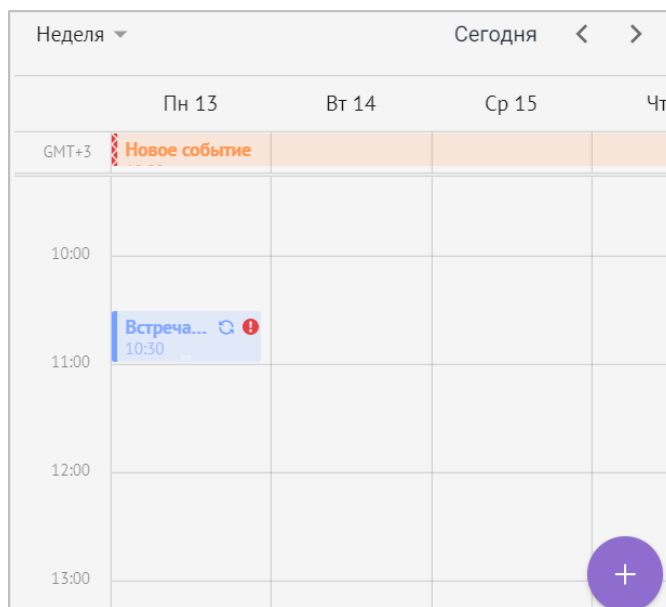 Неделя
Сегодня
Пн 13
Вт 14
Ср 15
Чт
GMT+3
Новое событие
10:00
Встреча...
10:30
11:00
12:00
13:00